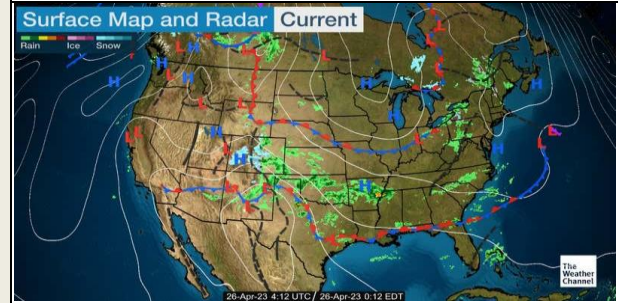 Surface Map and Radar Current
Rain Ice Snow
L L L L
L H L
H L H H H
H H
L H
L L L L
H L
H H L
H
L L
L
26-Apr-23 4:12 UTC / 26-Apr-23 0:12 EDT
The
Weather
Channel